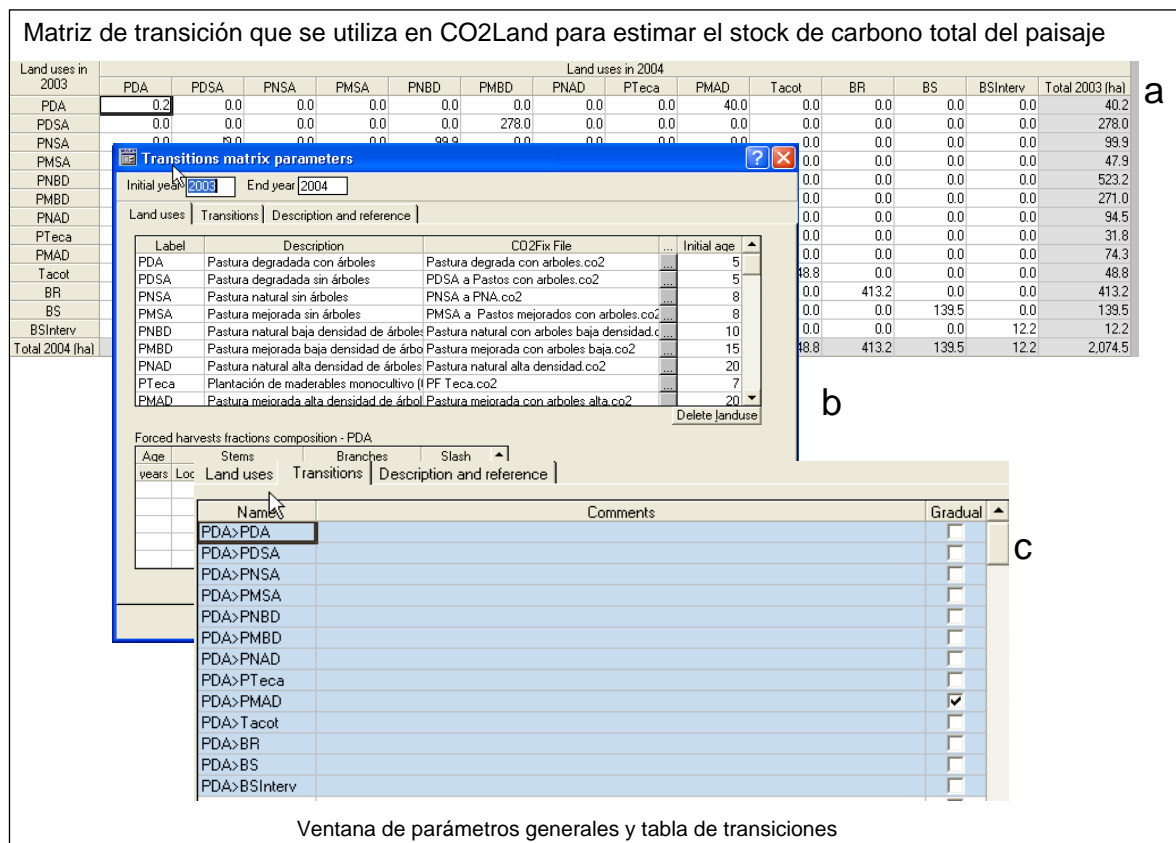 Matriz de transición que se utiliza en CO2Land para estimar el stock de carbono total del paisaje
Land uses in 2003 Land uses in 2004
PDA PDSA PNSA PMSA PNBD PMBD PNAD PTeca PMAD Tacot BR BS BSInterv Total 2003 (ha)
a
PDA 0.2 0.0 0.0 0.0 0.0 0.0 0.0 0.0 40.0 0.0 0.0 0.0 0.0 40.2
PDSA 0.0 0.0 0.0 0.0 0.0 278.0 0.0 0.0 0.0 0.0 0.0 0.0 0.0 278.0
PNSA 0.0 0.0 0.0 0.0 99.9 0.0 0.0 0.0 0.0 0.0 0.0 0.0 0.0 99.9
PMSA 0.0 0.0 0.0 0.0 47.9
PNBD 0.0 0.0 0.0 0.0 523.2
PMBD 0.0 0.0 0.0 0.0 271.0
PNAD 0.0 0.0 0.0 0.0 94.5
PTeca 0.0 0.0 0.0 0.0 31.8
PMAD 0.0 0.0 0.0 0.0 74.3
Tacot 48.8 0.0 0.0 0.0 48.8
BR 0.0 413.2 0.0 0.0 413.2
BS 0.0 0.0 139.5 0.0 139.5
BSInterv 0.0 0.0 0.0 12.2 12.2
Total 2004 (ha) 48.8 413.2 139.5 12.2 2,074.5
Transitions matrix parameters
Initial year 2003 End year 2004
Land uses Transitions Description and reference
Label Description CO2Fix File ... Initial age
PDA Pastura degradada con árboles Pastura degrada con arboles.co2 ... 5
PDSA Pastura degradada sin árboles PDSA a Pastos con arboles.co2 ... 5
PNSA Pastura natural sin árboles PNSA a PNA.co2 ... 8
PMSA Pastura mejorada sin árboles PMSA a Pastos mejorados con arboles.co2 ... 8
PNBD Pastura natural baja densidad de árboles Pastura natural con arboles baja densidad.c ... 10
PMBD Pastura mejorada baja densidad de árbo Pastura mejorada con arboles baja.co2 ... 15
PNAD Pastura natural alta densidad de árboles Pastura natural alta densidad.co2 ... 20
PTeca Plantación de maderables monocultivo ( PF Teca.co2 ... 7
PMAD Pastura mejorada alta densidad de árbol Pastura mejorada con arboles alta.co2 ... 20
Delete landuse
b
Forced harvests fractions composition - PDA
Age Stems Branches Slash
years Loc
Land uses Transitions Description and reference
Name Comments Gradual
PDA>PDA
PDA>PDSA
c
PDA>PNSA
PDA>PMSA
PDA>PNBD
PDA>PMBD
PDA>PNAD
PDA>PTeca
PDA>PMAD
PDA>Tacot
PDA>BR
PDA>BS
PDA>BSInterv
Ventana de parámetros generales y tabla de transiciones